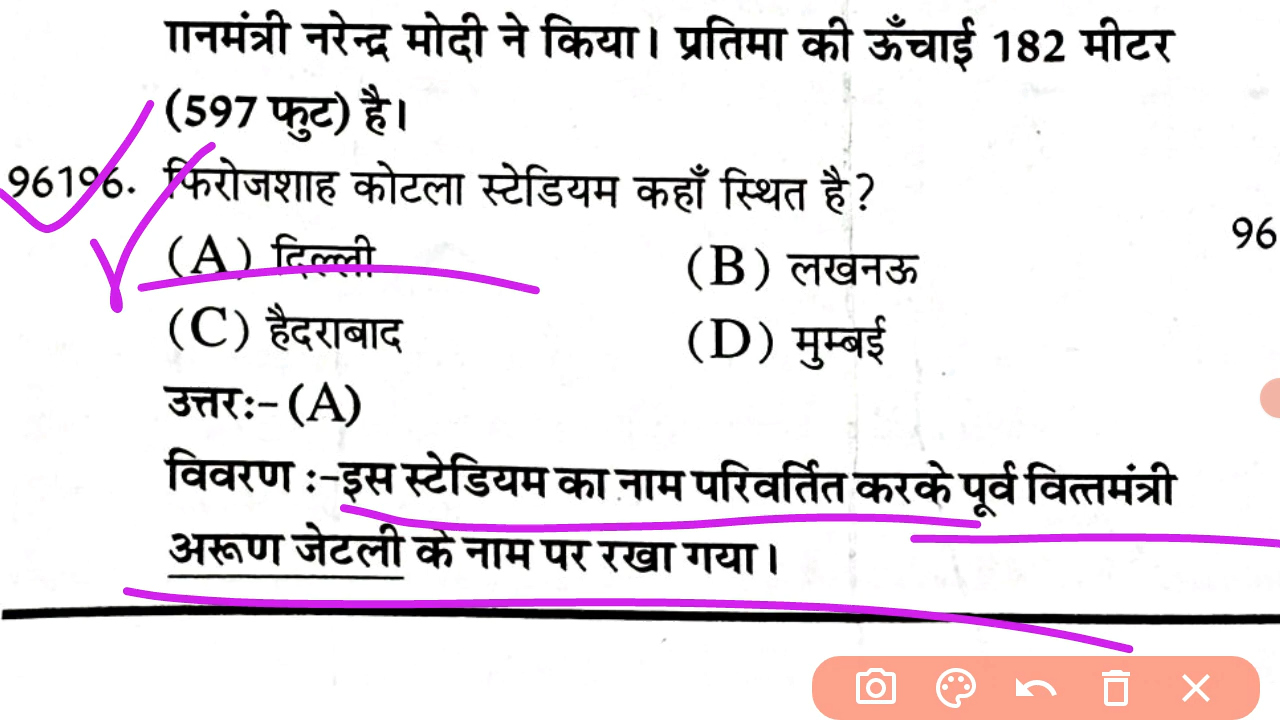 ानमंत्री नरेन्द्र मोदी ने किया। प्रतिमा की ऊँचाई 182 मीटर
(597 फुट) है।
96196. फिरोजशाह कोटला स्टेडियम कहाँ स्थित है?
(A) दिल्ली (B) लखनऊ
(C) हैदराबाद (D) मुम्बई
उत्तर:-(A)
विवरण :-इस स्टेडियम का नाम परिवर्तित करके पूर्व वित्तमंत्री
अरूण जेटली के नाम पर रखा गया।
96